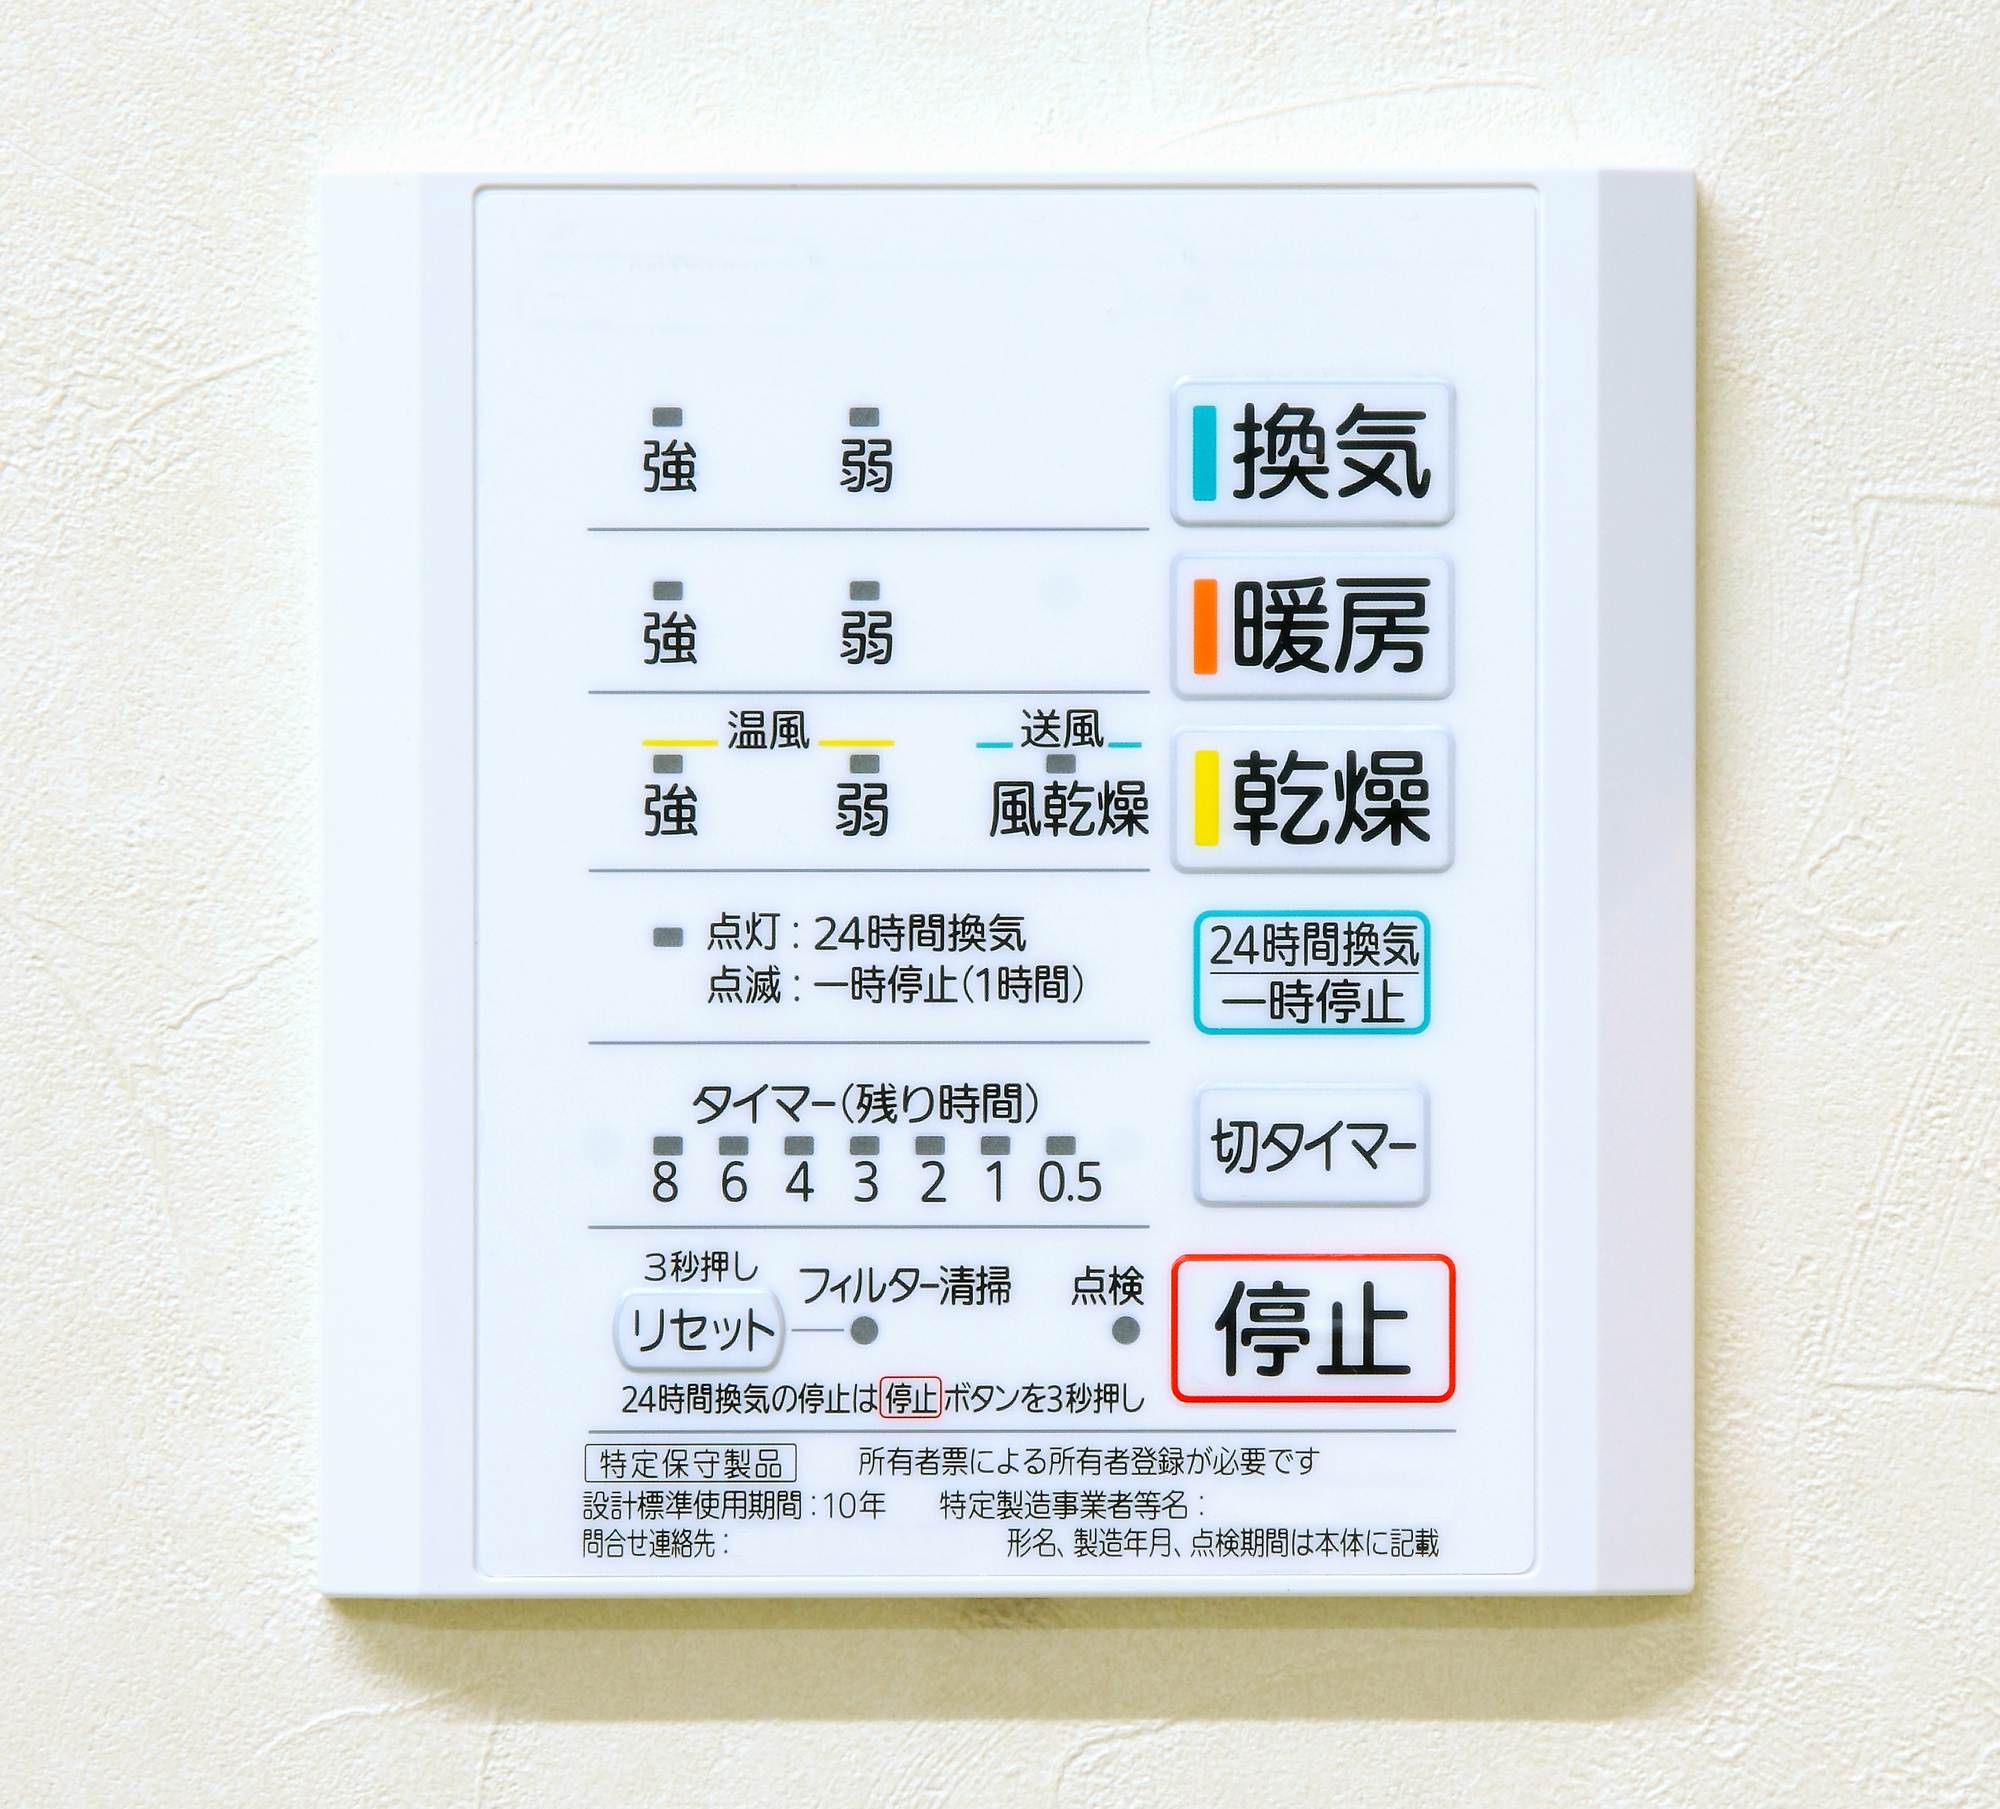 強 弱 換気
強 弱 暖房
温風 送風
強 弱 風乾燥 乾燥
点灯：24時間換気
点滅：一時停止(1時間)
24時間換気
一時停止
タイマー(残り時間)
8 6 4 3 2 1 0.5
切タイマー
3秒押し
リセット フィルター清掃 点検
停止
24時間換気の停止は停止ボタンを3秒押し
特定保守製品 所有者票による所有者登録が必要です
設計標準使用期間：10年 特定製造事業者等名：
問合せ連絡先： 形名、製造年月、点検期間は本体に記載